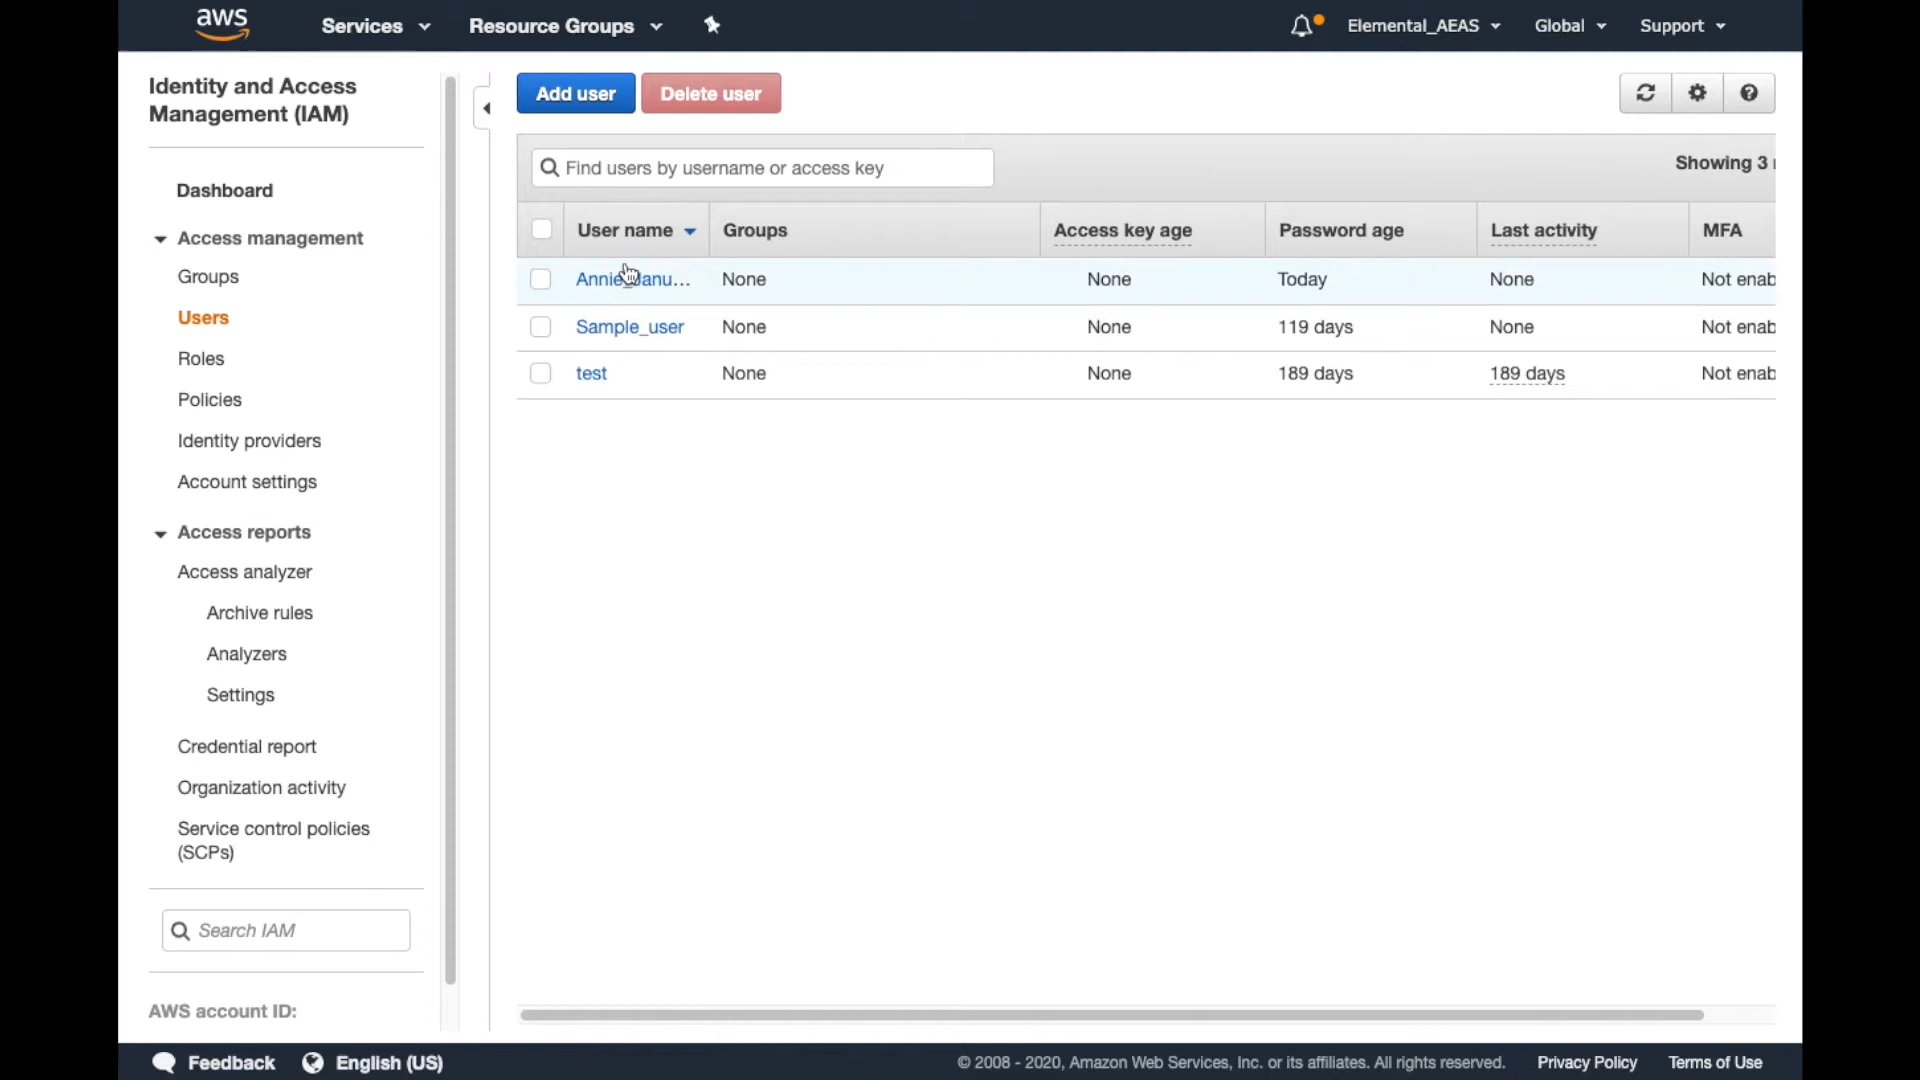 aws
Services
Resource Groups
Elemental_AEAS
Global
Support
Identity and Access
Management (IAM)
Dashboard
Access management
Groups
Users
Roles
Policies
Identity providers
Account settings
Access reports
Access analyzer
Archive rules
Analyzers
Settings
Credential report
Organization activity
Service control policies
(SCPs)
Search IAM
AWS account ID:
Add user
Delete user
Find users by username or access key
Showing 3
User name Groups Access key age Password age Last activity MFA
None None Today None Not enab
Sample_user None None 119 days None Not enab
test None None 189 days 189 days Not enab
Feedback
English (US)
© 2008 - 2020, Amazon Web Services, Inc. or its affiliates. All rights reserved.
Privacy Policy
Terms of Use